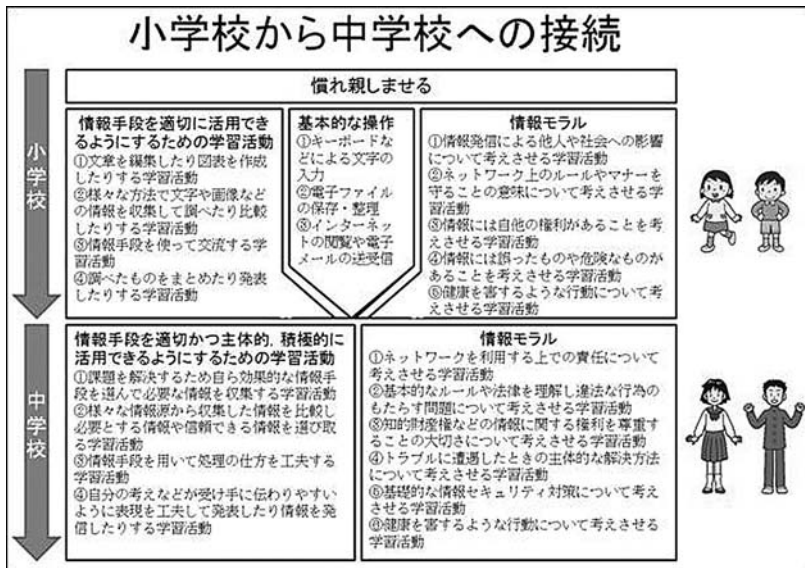 小学校から中学校への接続
小学校
慣れ親しませる
情報手段を適切に活用でき
るようにするための学習活動
①文章を編集したり図表を作成
したりする学習活動
②様々な方法で文字や画像など
の情報を収集して調べたり比較
したりする学習活動
③情報手段を使って交流する学
習活動
④調べたものをまとめたり発表
したりする学習活動
基本的な操作
①キーボードな
どによる文字の
入力
②電子ファイル
の保存・整理
③インターネッ
トの閲覧や電子
メールの送受信
情報モラル
①情報発信による他人や社会への影響
について考えさせる学習活動
②ネットワーク上のルールやマナーを
守ることの意味について考えさせる学
習活動
③情報には自他の権利があることを考
えさせる学習活動
④情報には誤ったものや危険なものが
あることを考えさせる学習活動
⑤健康を害するような行動について考
えさせる学習活動
中学校
情報手段を適切かつ主体的，積極的に
活用できるようにするための学習活動
①課題を解決するため自ら効果的な情報手
段を選んで必要な情報を収集する学習活動
②様々な情報源から収集した情報を比較し
必要とする情報や信頼できる情報を選び取
る学習活動
③情報手段を用いて処理の仕方を工夫する
学習活動
④自分の考えなどが受け手に伝わりやすい
ように表現を工夫して発表したり情報を発
信したりする学習活動
情報モラル
①ネットワークを利用する上での責任について
考えさせる学習活動
②基本的なルールや法律を理解し違法な行為の
もたらす問題について考えさせる学習活動
③知的財産権などの情報に関する権利を尊重す
ることの大切さについて考えさせる学習活動
④トラブルに遭遇したときの主体的な解決方法
について考えさせる学習活動
⑤基礎的な情報セキュリティ対策について考え
させる学習活動
⑥健康を害するような行動について考えさせる
学習活動